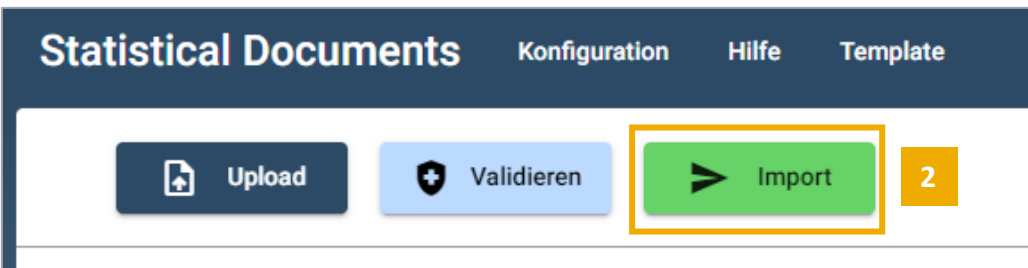 Statistical Documents Konfiguration Hilfe Template
Upload Validieren Import 2